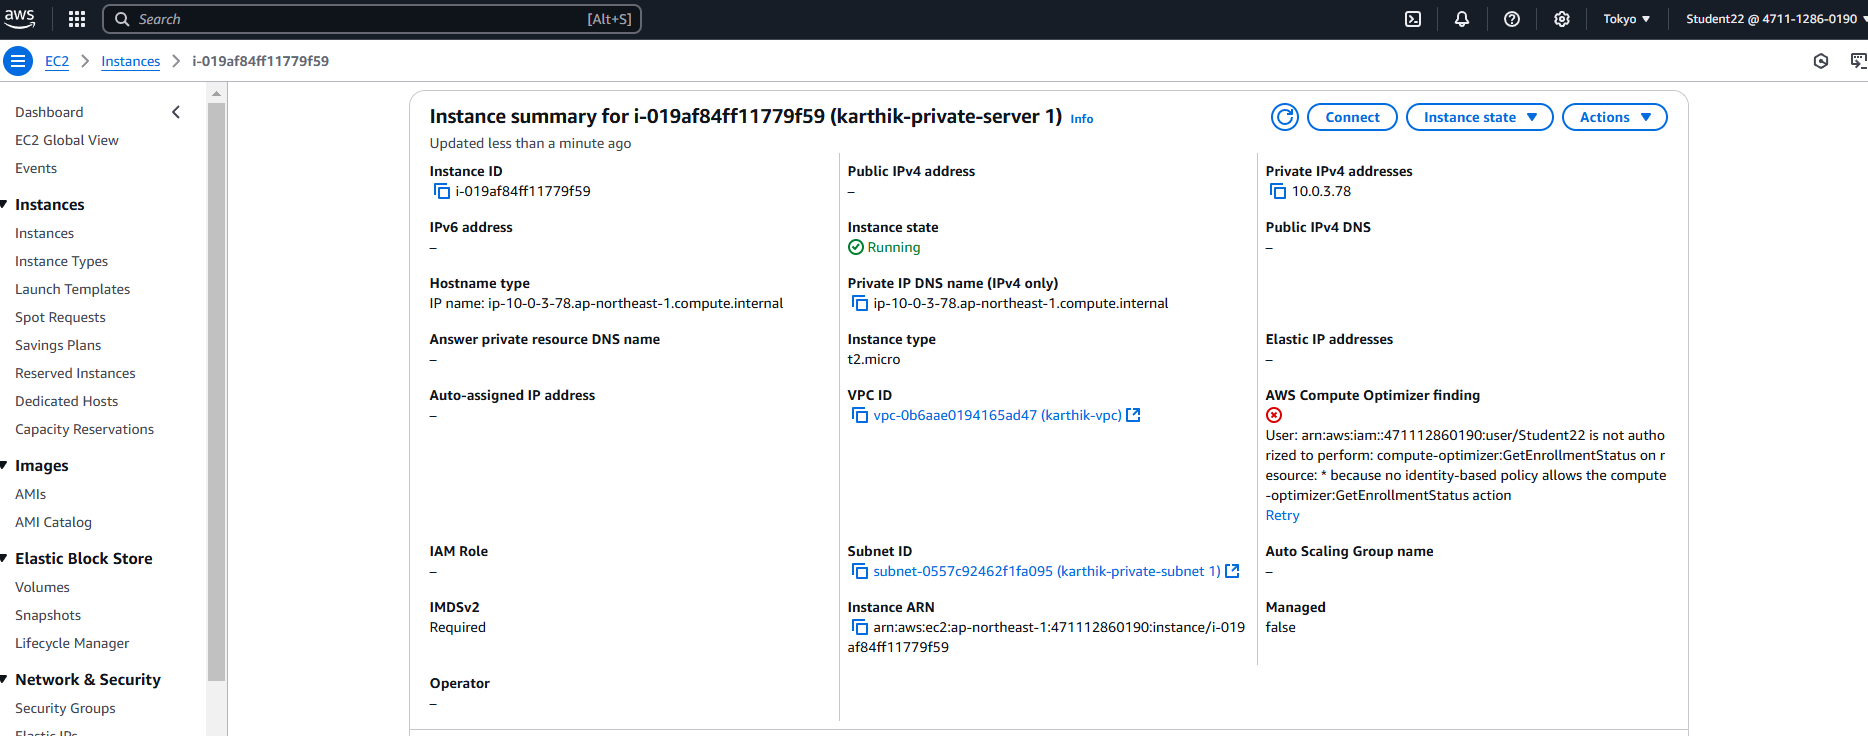 aws
Search
[Alt+S]
Tokyo
Student22 @ 4711-1286-0190
EC2
Instances
i-019af84ff11779f59
Dashboard
EC2 Global View
Events
Instances
Instances
Instance Types
Launch Templates
Spot Requests
Savings Plans
Reserved Instances
Dedicated Hosts
Capacity Reservations
Images
AMIs
AMI Catalog
Elastic Block Store
Volumes
Snapshots
Lifecycle Manager
Network & Security
Security Groups
Elastic IPs
Instance summary for i-019af84ff11779f59 (karthik-private-server 1) Info
Updated less than a minute ago
Connect
Instance state
Actions
Instance ID
i-019af84ff11779f59
Public IPv4 address
–
Private IPv4 addresses
10.0.3.78
IPv6 address
–
Instance state
Running
Public IPv4 DNS
–
Hostname type
IP name: ip-10-0-3-78.ap-northeast-1.compute.internal
Private IP DNS name (IPv4 only)
ip-10-0-3-78.ap-northeast-1.compute.internal
Answer private resource DNS name
–
Instance type
t2.micro
Elastic IP addresses
–
Auto-assigned IP address
–
VPC ID
vpc-0b6aae0194165ad47 (karthik-vpc)
AWS Compute Optimizer finding
User: arn:aws:iam::471112860190:user/Student22 is not autho
rized to perform: compute-optimizer:GetEnrollmentStatus on r
esource: * because no identity-based policy allows the compute
-optimizer:GetEnrollmentStatus action
Retry
IAM Role
–
Subnet ID
subnet-0557c92462f1fa095 (karthik-private-subnet 1)
Auto Scaling Group name
–
IMDSv2
Required
Instance ARN
arn:aws:ec2:ap-northeast-1:471112860190:instance/i-019
af84ff11779f59
Managed
false
Operator
–